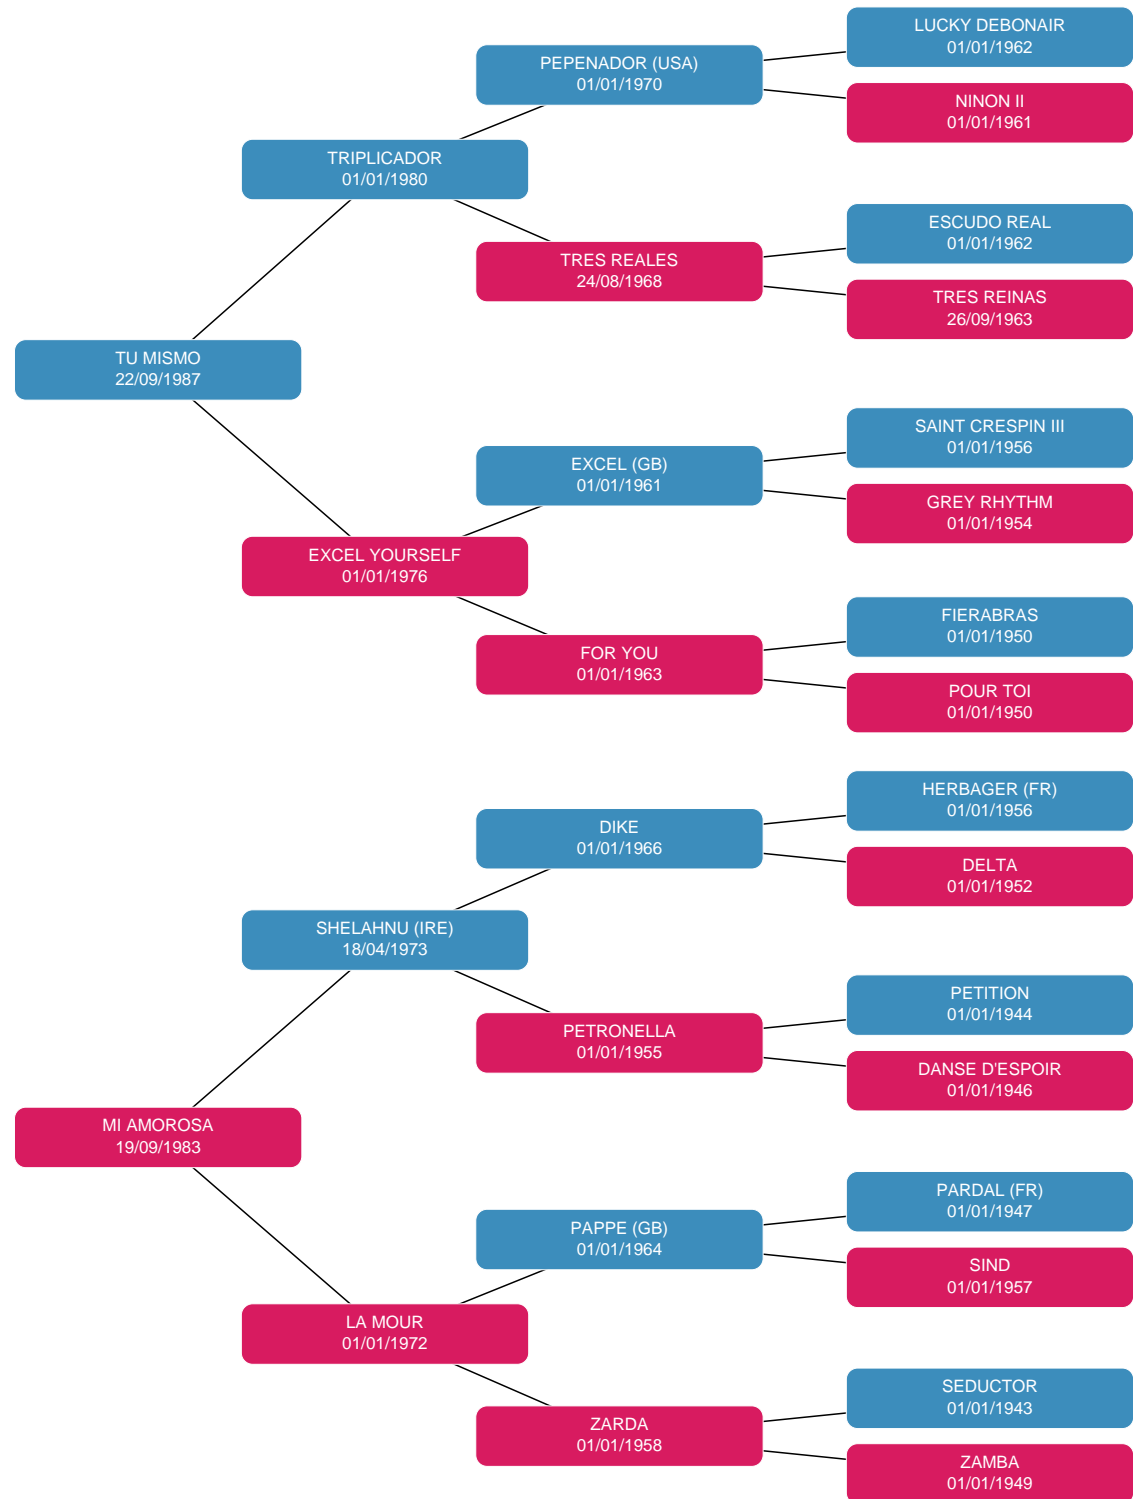 LUCKY DEBONAIR
01/01/1962
PEPENADOR (USA)
01/01/1970
NINON II
01/01/1961
TRIPLICADOR
01/01/1980
ESCUDO REAL
01/01/1962
TRES REALES
24/08/1968
TRES REINAS
26/09/1963
TU MISMO
22/09/1987
SAINT CRESPIN III
01/01/1956
EXCEL (GB)
01/01/1961
GREY RHYTHM
01/01/1954
EXCEL YOURSELF
01/01/1976
FIERABRAS
01/01/1950
FOR YOU
01/01/1963
POUR TOI
01/01/1950
HERBAGER (FR)
01/01/1956
DIKE
01/01/1966
DELTA
01/01/1952
SHELAHNU (IRE)
18/04/1973
PETITION
01/01/1944
PETRONELLA
01/01/1955
DANSE D'ESPOIR
01/01/1946
MI AMOROSA
19/09/1983
PARDAL (FR)
01/01/1947
PAPPE (GB)
01/01/1964
SIND
01/01/1957
LA MOUR
01/01/1972
SEDUCTOR
01/01/1943
ZARDA
01/01/1958
ZAMBA
01/01/1949